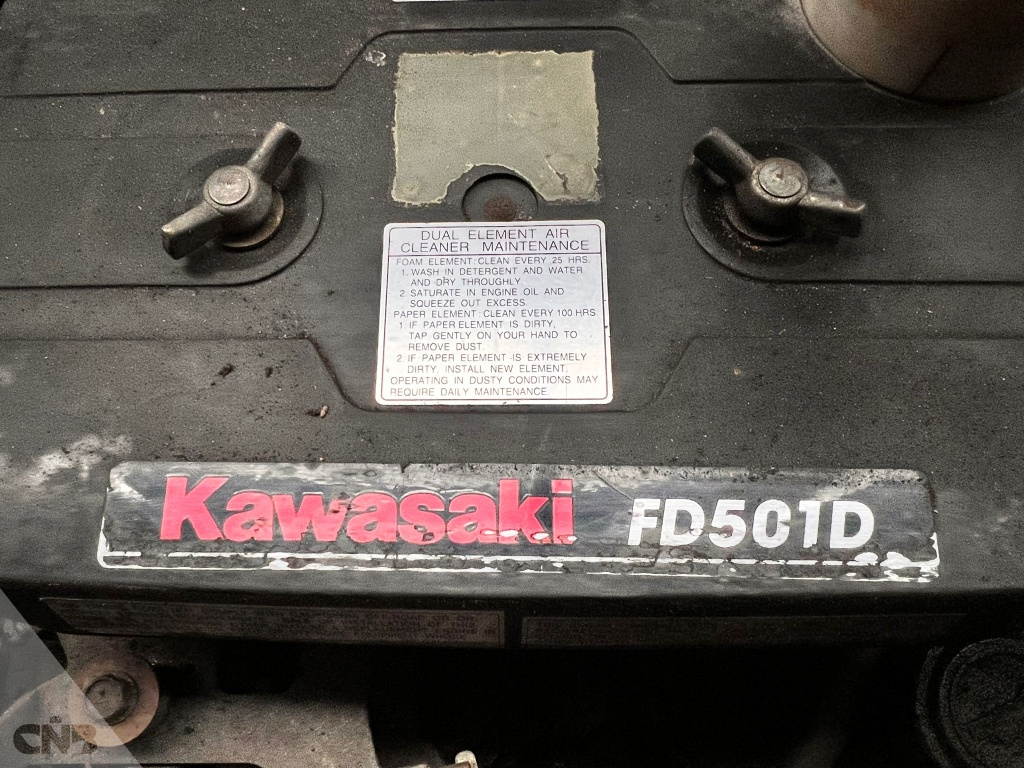 DUAL ELEMENT AIR
CLEANER MAINTENANCE
FOAM ELEMENT: CLEAN EVERY 25 HRS.
1. WASH IN DETERGENT AND WATER
AND DRY THROUGHLY
2. SATURATE IN ENGINE OIL AND
SQUEEZE OUT EXCESS.
PAPER ELEMENT: CLEAN EVERY 100 HRS
1. IF PAPER ELEMENT IS DIRTY,
TAP GENTLY ON YOUR HAND TO
REMOVE DUST.
2. IF PAPER ELEMENT IS EXTREMELY
DIRTY, INSTALL NEW ELEMENT.
OPERATING IN DUSTY CONDITIONS MAY
REQUIRE DAILY MAINTENANCE.
Kawasaki FD501D
CNB